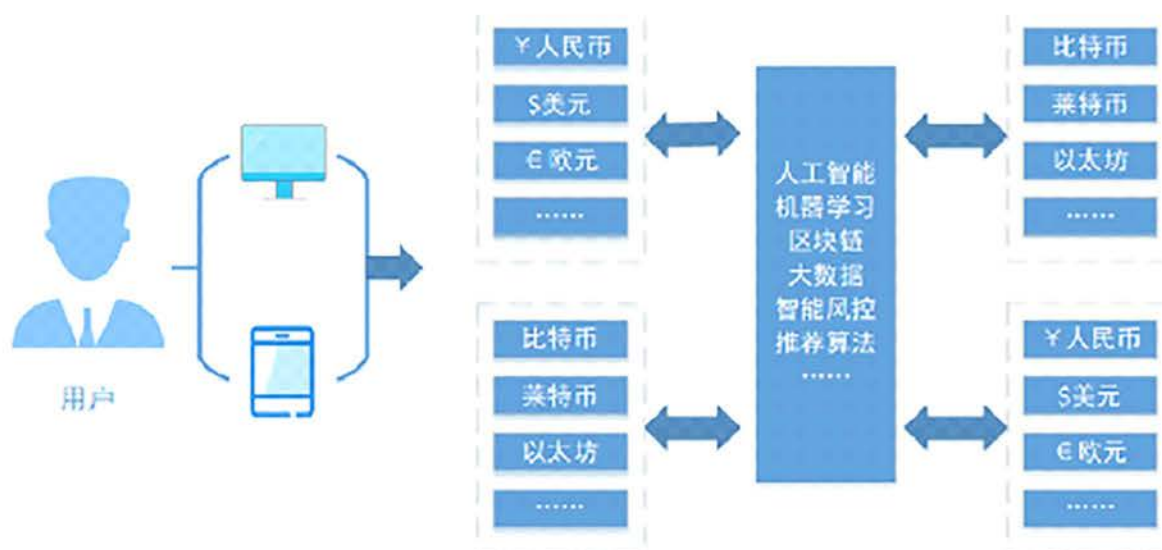 用户
¥人民币
$美元
€欧元
……
比特币
莱特币
以太坊
……
人工智能
机器学习
区块链
大数据
智能风控
推荐算法
……
比特币
莱特币
以太坊
……
¥人民币
$美元
€欧元
……